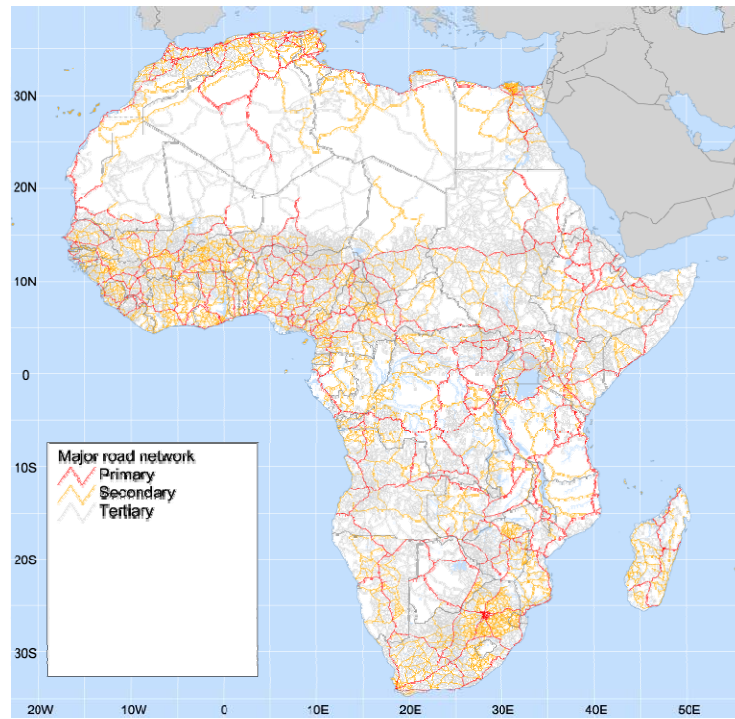 30N
20N
10N
0
10S
20S
30S
Major road network
Primary
Secondary
Tertiary
20W
10W
0
10E
20E
30E
40E
50E